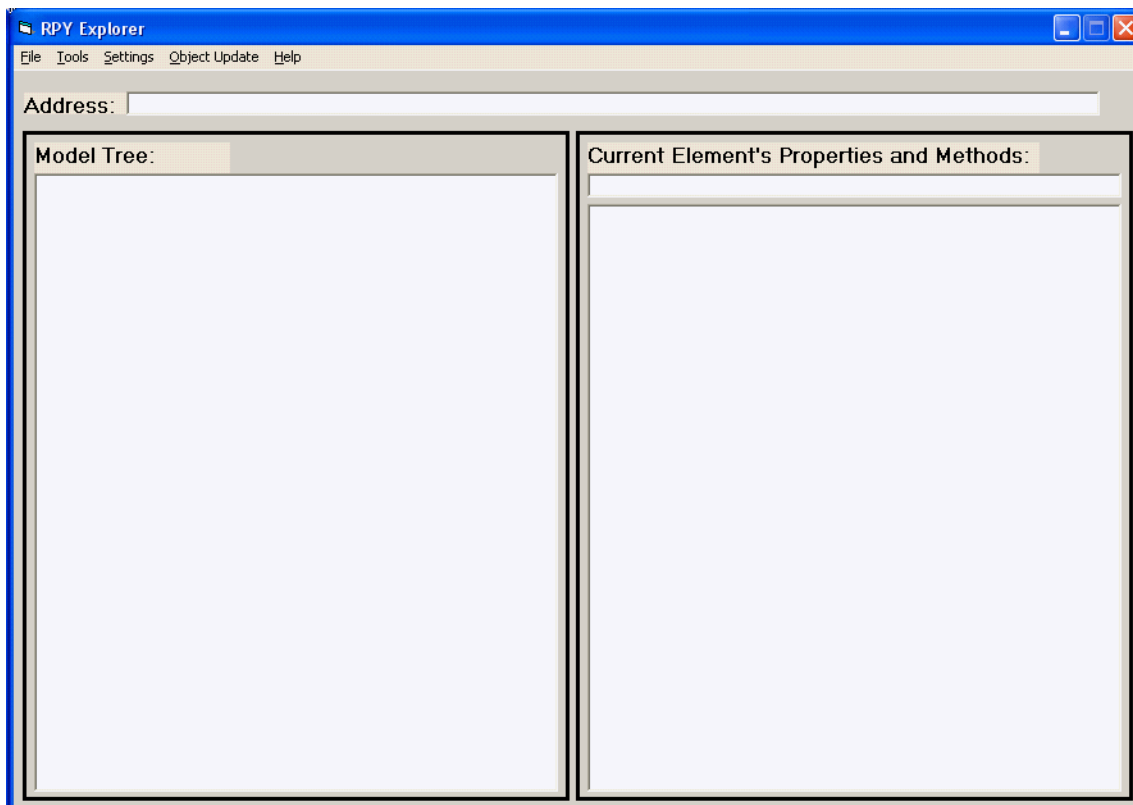 RPY Explorer
File Tools Settings Object Update Help
Address:
Model Tree:
Current Element's Properties and Methods: